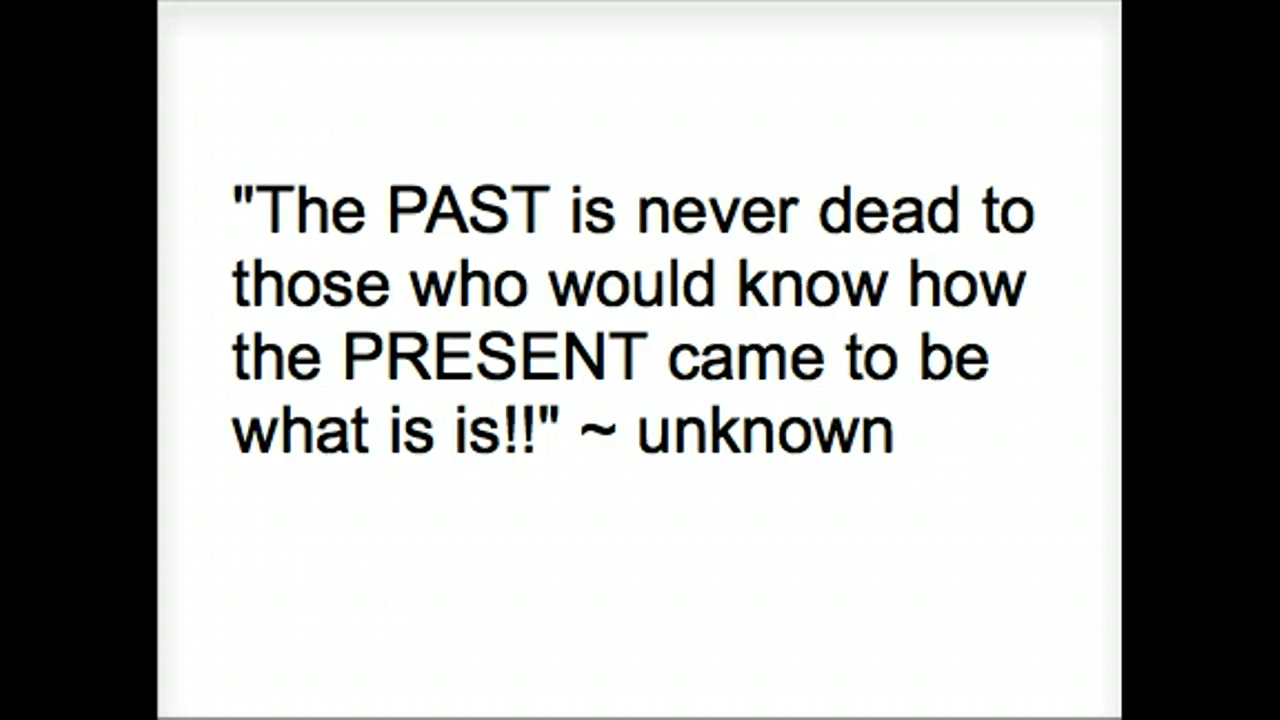 "The PAST is never dead to
those who would know how
the PRESENT came to be
what is is!!" ~ unknown